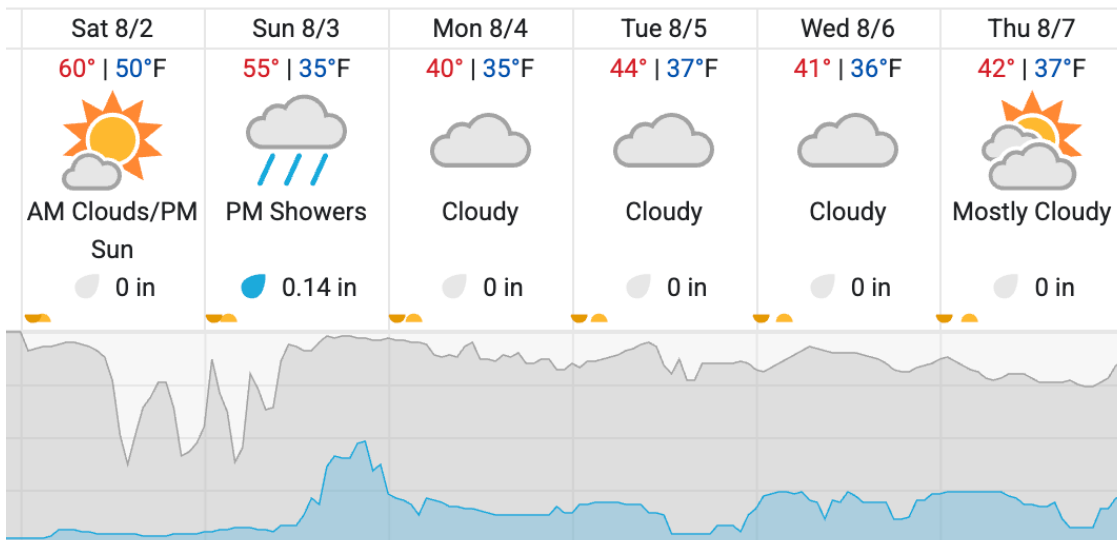 Sat 8/2 Sun 8/3 Mon 8/4 Tue 8/5 Wed 8/6 Thu 8/7
60° | 50°F 55° | 35°F 40° | 35°F 44° | 37°F 41° | 36°F 42° | 37°F
AM Clouds/PM PM Showers Cloudy Cloudy Cloudy Mostly Cloudy
Sun
0 in 0.14 in 0 in 0 in 0 in 0 in